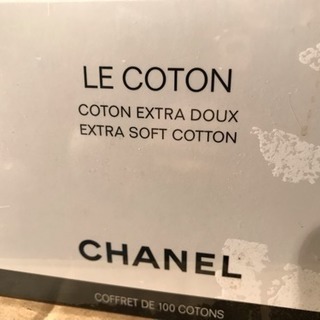 LE COTON
COTON EXTRA DOUX
EXTRA SOFT COTTON
CHANEL
COFFRET DE 100 COTONS